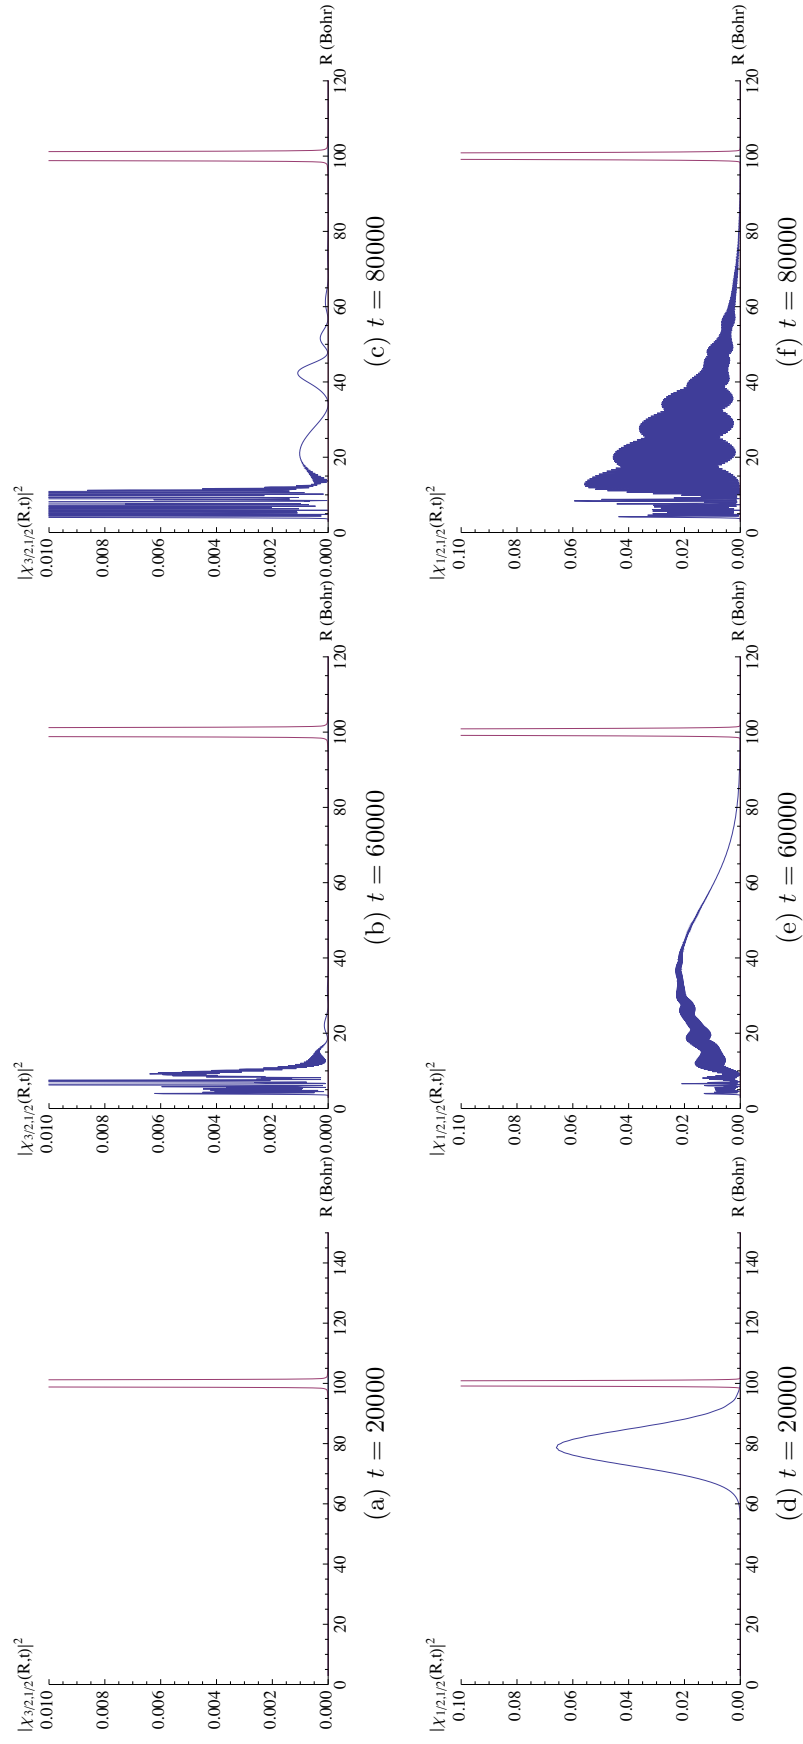 |χ3/2,1/2(R,t)|²
0.010
0.008
0.006
0.004
0.002
0.000
0 20 40 60 80 100 120 140
R (Bohr)
(a) t = 20000
|χ3/2,1/2(R,t)|²
0.010
0.008
0.006
0.004
0.002
0.000
0 20 40 60 80 100 120
R (Bohr)
(b) t = 60000
|χ3/2,1/2(R,t)|²
0.010
0.008
0.006
0.004
0.002
0.000
0 20 40 60 80 100 120
R (Bohr)
(c) t = 80000
|χ1/2,1/2(R,t)|²
0.10
0.08
0.06
0.04
0.02
0.00
0 20 40 60 80 100 120 140
R (Bohr)
(d) t = 20000
|χ1/2,1/2(R,t)|²
0.10
0.08
0.06
0.04
0.02
0.00
0 20 40 60 80 100 120
R (Bohr)
(e) t = 60000
|χ1/2,1/2(R,t)|²
0.10
0.08
0.06
0.04
0.02
0.00
0 20 40 60 80 100 120
R (Bohr)
(f) t = 80000